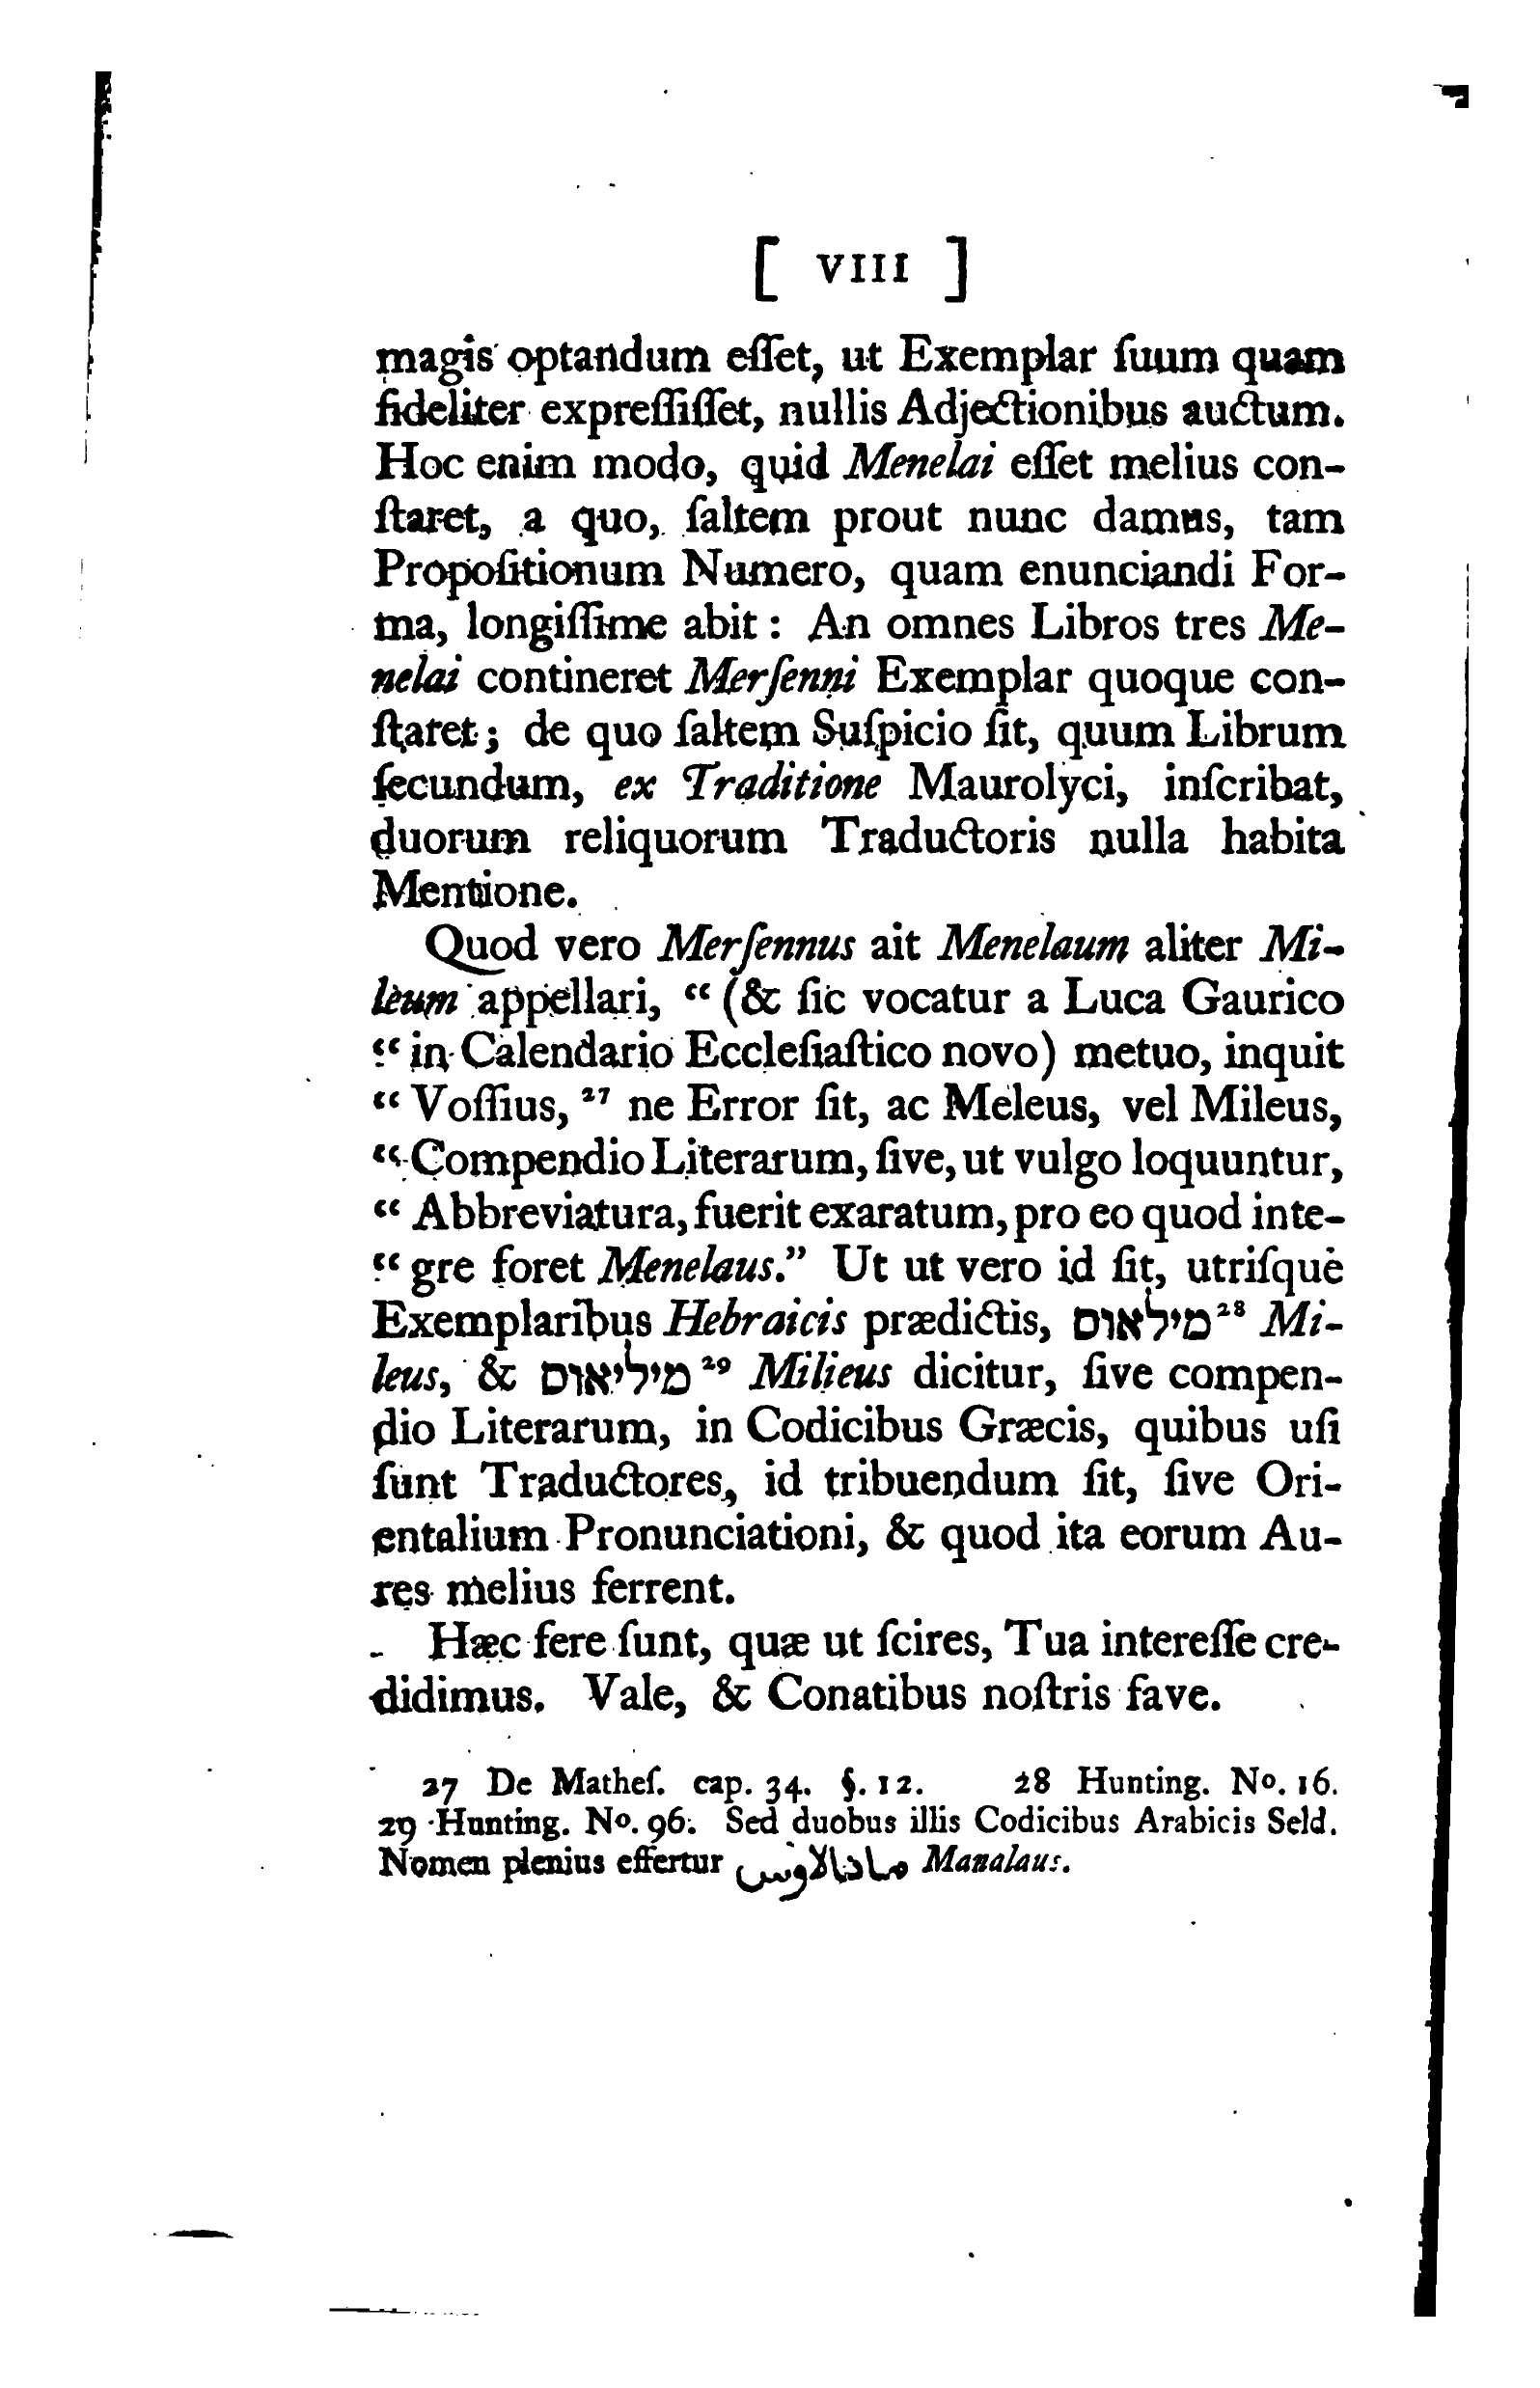 [ VIII ]
magis optandum eſſet, ut Exemplar ſuum quam
fideliter expreſſiſſet, nullis Adjectionibus auctum.
Hoc enim modo, quid Menelai eſſet melius con-
ſtaret, a quo, ſaltem prout nunc damus, tam
Propoſitionum Numero, quam enunciandi For-
ma, longiſſime abit: An omnes Libros tres Me-
nelai contineret Merſenni Exemplar quoque con-
ſtaret; de quo ſaltem Suſpicio ſit, quum Librum
ſecundum, ex Traditione Maurolyci, inſcribat,
duorum reliquorum Traductoris nulla habita
Mentione.
Quod vero Merſennus ait Menelaum aliter Mi-
leum appellari, “ (& ſic vocatur a Luca Gaurico
“ in Calendario Eccleſiaſtico novo) metuo, inquit
“ Voſſius, 27 ne Error ſit, ac Meleus, vel Mileus,
“ Compendio Literarum, ſive, ut vulgo loquuntur,
“ Abbreviatura, fuerit exaratum, pro eo quod inte-
“ gre foret Menelaus.” Ut ut vero id ſit, utriſque
Exemplaribus Hebraicis prædictis, מילאוס 28 Mi-
leus, & מיליאוס 29 Milieus dicitur, ſive compen-
dio Literarum, in Codicibus Græcis, quibus uſi
ſunt Traductores, id tribuendum ſit, ſive Ori-
entalium Pronunciationi, & quod ita eorum Au-
res melius ferrent.
Hæc fere ſunt, quæ ut ſcires, Tua intereſſe cre-
didimus. Vale, & Conatibus noſtris fave.
27 De Matheſ. cap. 34. §. 12. 28 Hunting. No. 16.
29 Hunting. No. 96. Sed duobus illis Codicibus Arabicis Seld.
Nomen plenius effertur مانالاوس Manalaus.